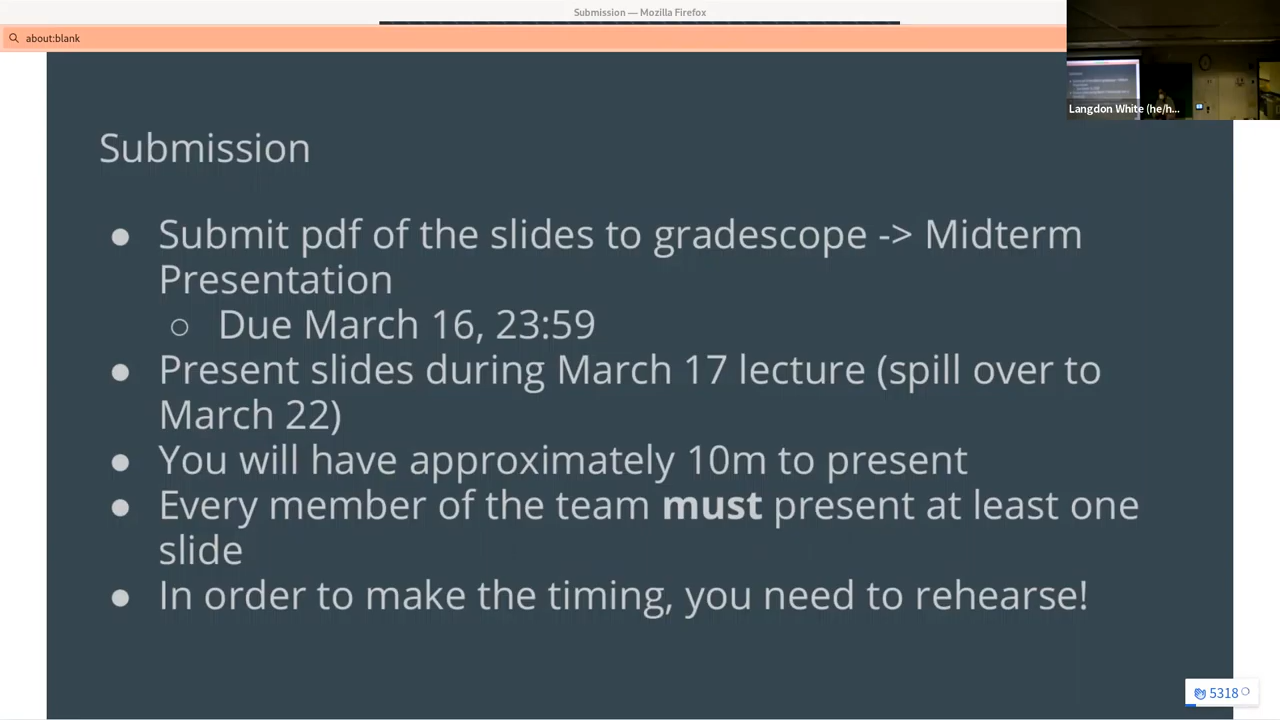 Submission — Mozilla Firefox
about:blank
Langdon White (he/h...
Submission
● Submit pdf of the slides to gradescope -> Midterm
Presentation
○ Due March 16, 23:59
● Present slides during March 17 lecture (spill over to
March 22)
● You will have approximately 10m to present
● Every member of the team must present at least one
slide
● In order to make the timing, you need to rehearse!
5318